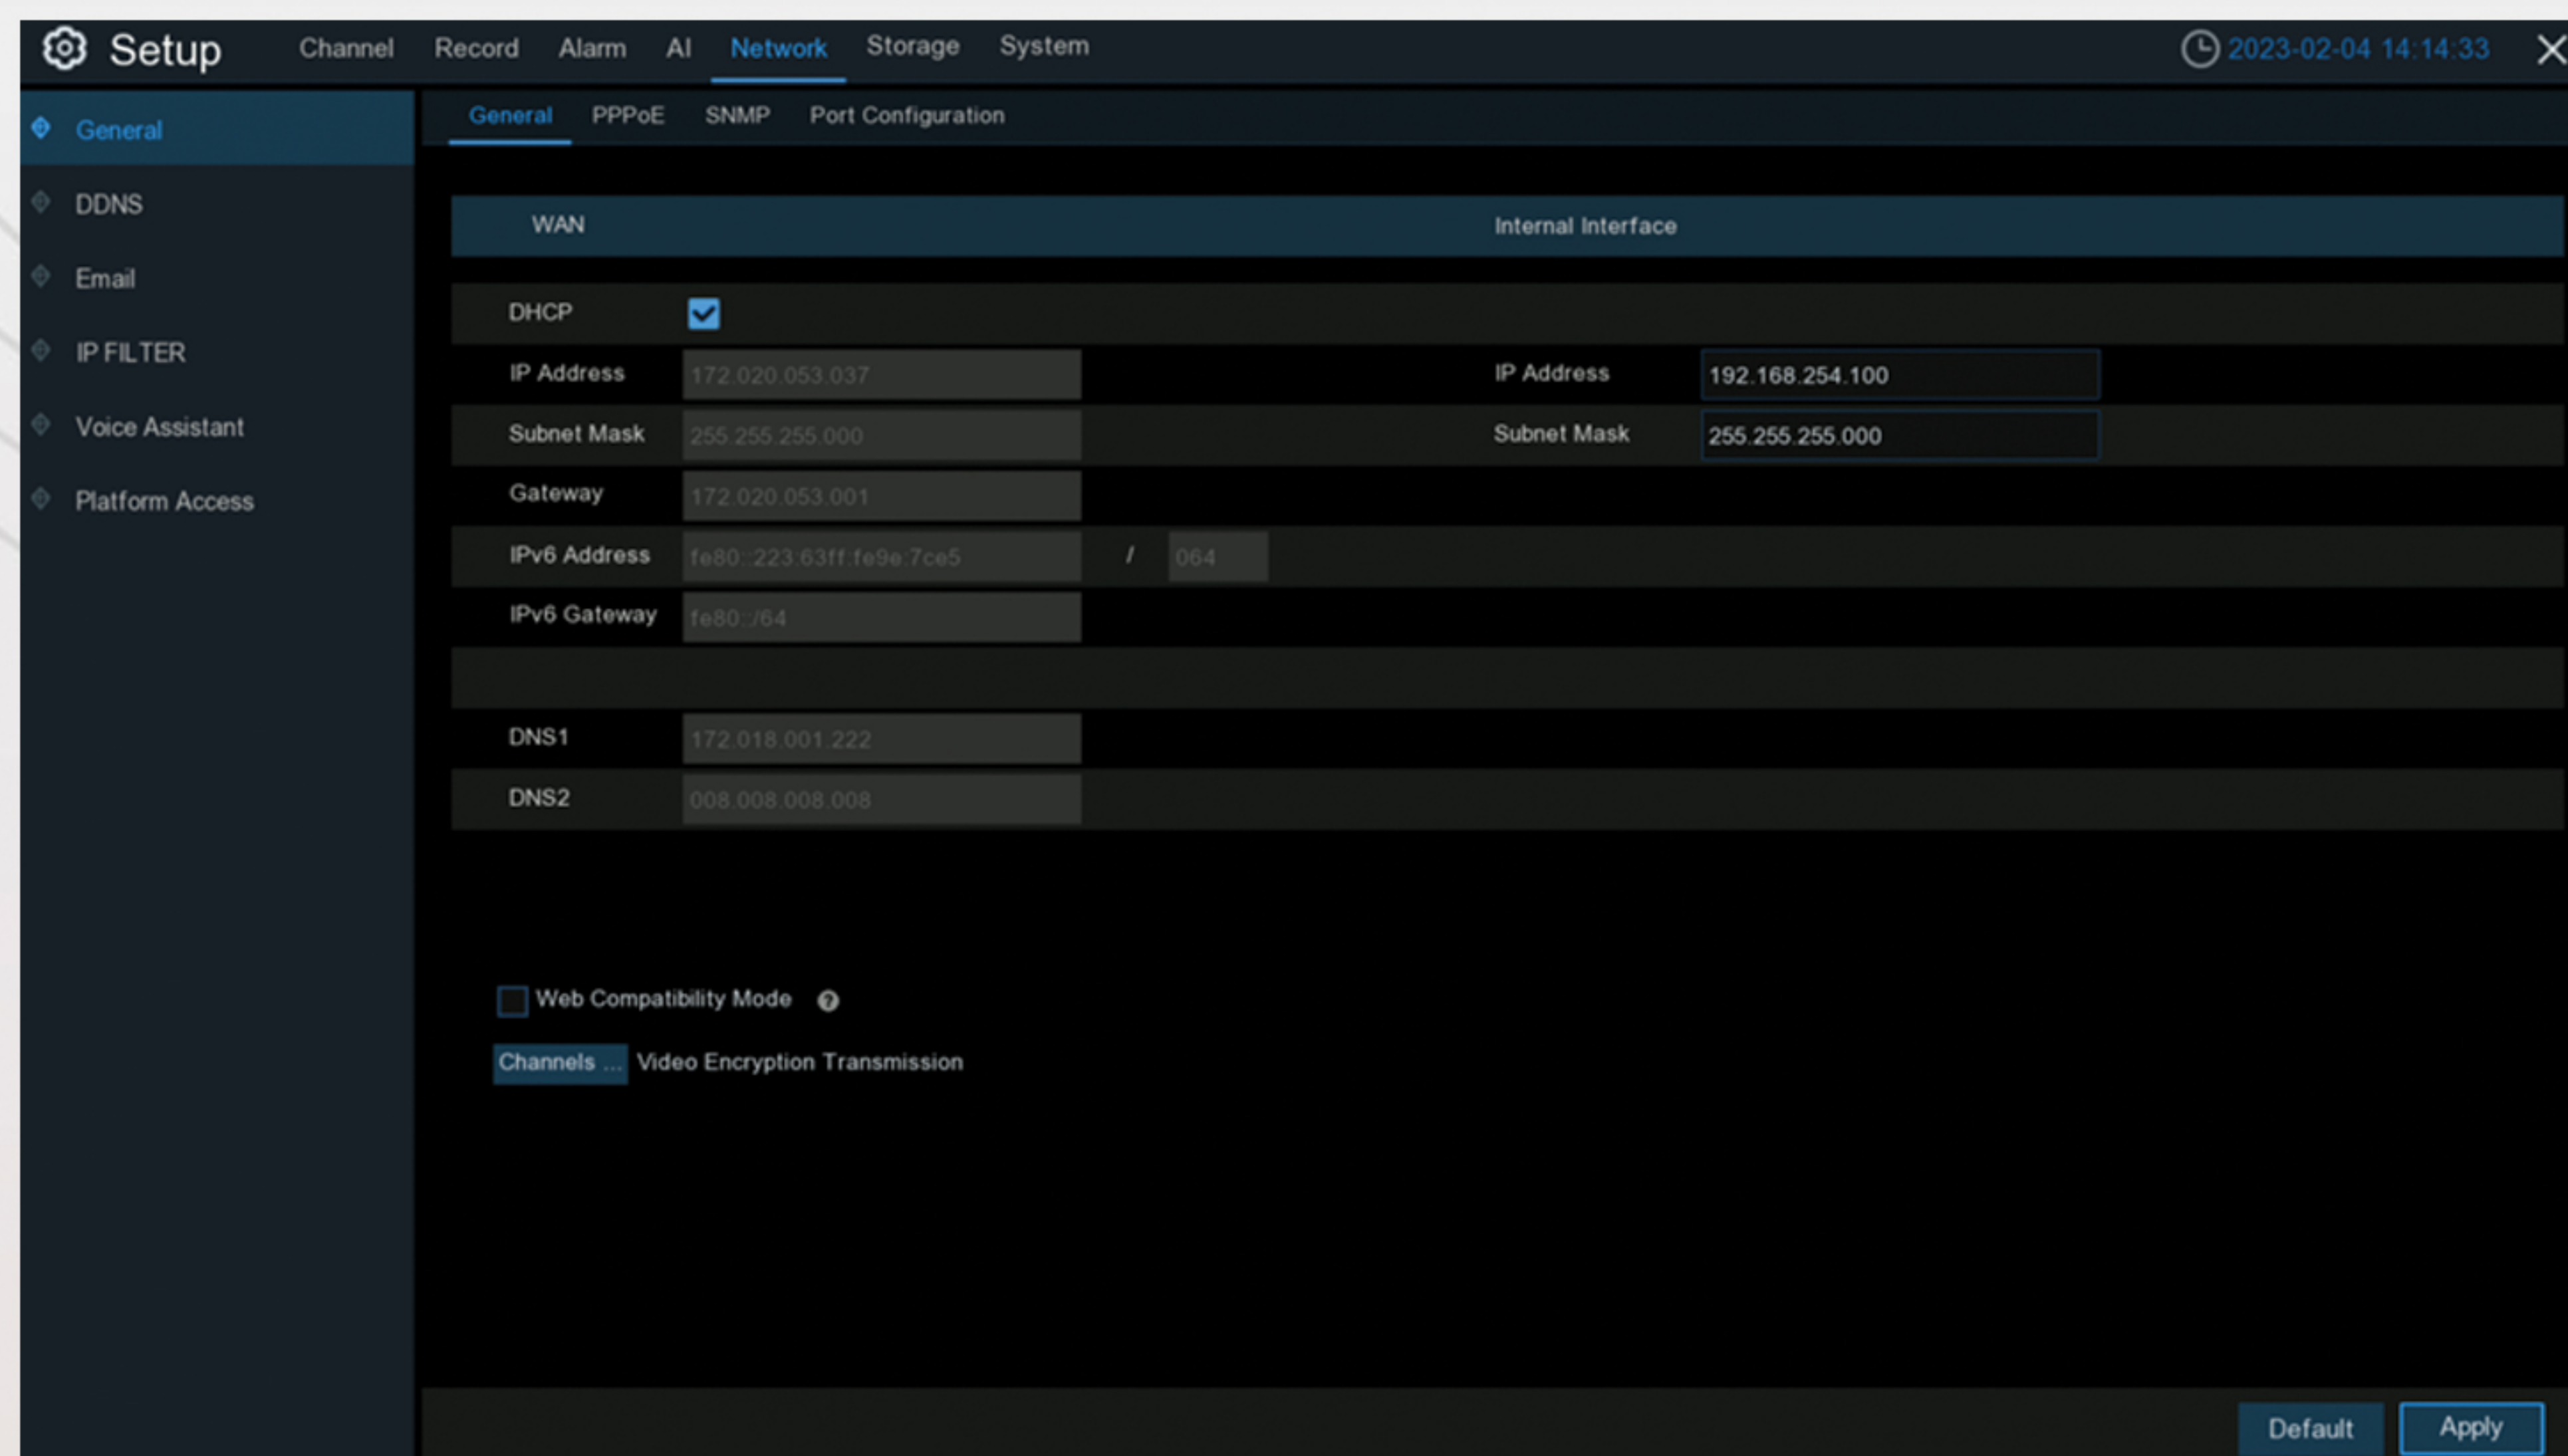 Setup Channel Record Alarm AI Network Storage System 2023-02-04 14:14:33
General PPPoE SNMP Port Configuration
General
DDNS
Email
IP FILTER
Voice Assistant
Platform Access
WAN Internal Interface
DHCP
IP Address 172.020.053.037 IP Address 192.168.254.100
Subnet Mask 255.255.255.000 Subnet Mask 255.255.255.000
Gateway 172.020.053.001
IPv6 Address fe80::223:63ff:fe9e:7ce5 / 064
IPv6 Gateway fe80::/64
DNS1 172.018.001.222
DNS2 008.008.008.008
Web Compatibility Mode ?
Channels ... Video Encryption Transmission
Default Apply